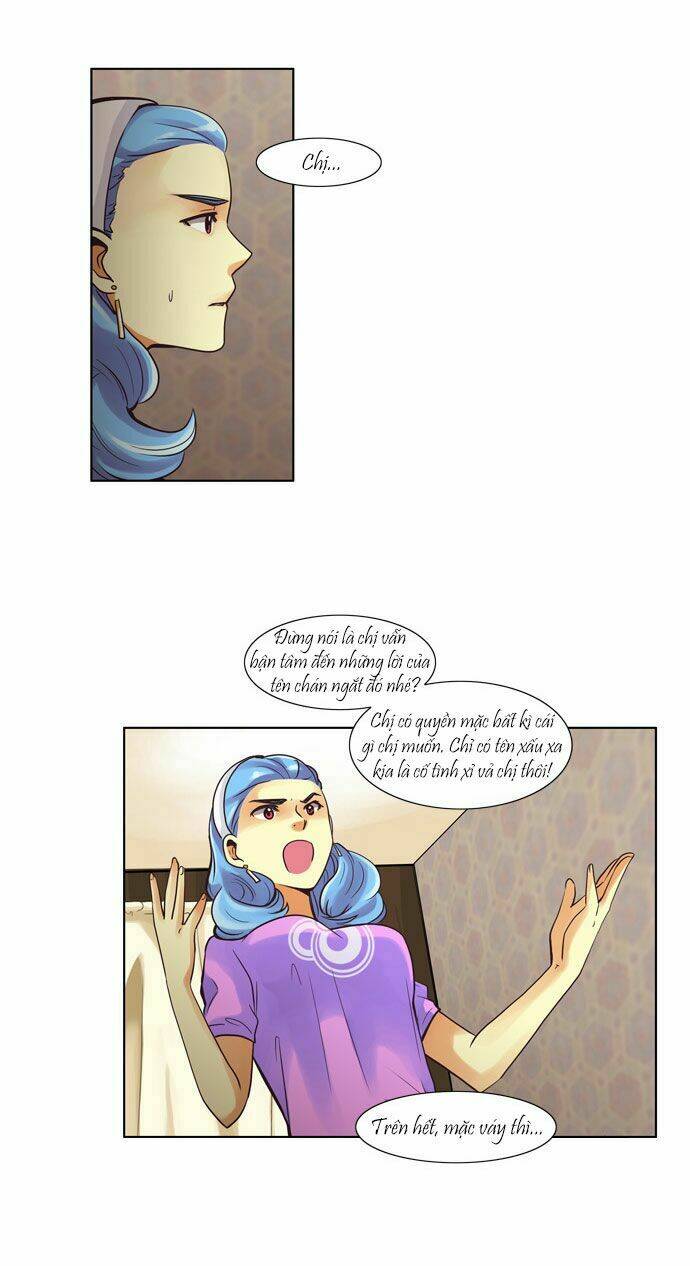 Chị...
Đừng nói là chị vẫn
bận tâm đến những lời của
tên chán ngắt đó nhé?
Chị có quyền mặc bất kì cái
gì chị muốn. Chỉ có tên xấu xa
kia là cố tình xỉ vả chị thôi!
Trên hết, mặc váy thì...